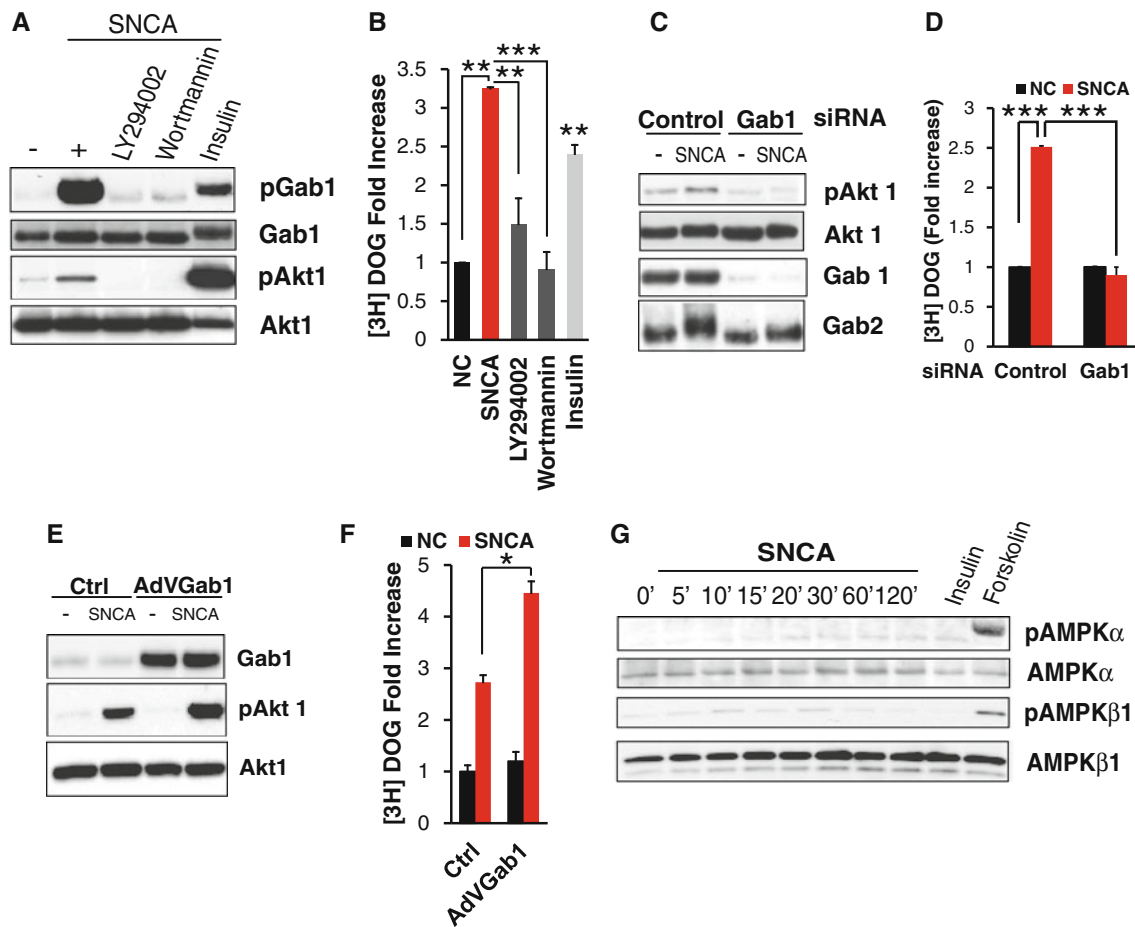 A
SNCA
- + LY294002 Wortmannin Insulin
pGab1
Gab1
pAkt1
Akt1
B
[3H] DOG Fold Increase
3.5
3
2.5
2
1.5
1
0.5
0
** ** *** **
NC SNCA LY294002 Wortmannin Insulin
C
Control Gab1 siRNA
- SNCA - SNCA
pAkt 1
Akt 1
Gab 1
Gab2
D
NC SNCA
[3H] DOG (Fold increase)
3
2.5
2
1.5
1
0.5
0
*** ***
siRNA Control Gab1
E
Ctrl AdVGab1
- SNCA - SNCA
Gab1
pAkt 1
Akt1
F
NC SNCA
[3H] DOG Fold Increase
5
4
3
2
1
0
*
Ctrl AdVGab1
G
SNCA
0’ 5’ 10’ 15’ 20’ 30’ 60’ 120’ Insulin Forskolin
pAMPKα
AMPKα
pAMPKβ1
AMPKβ1